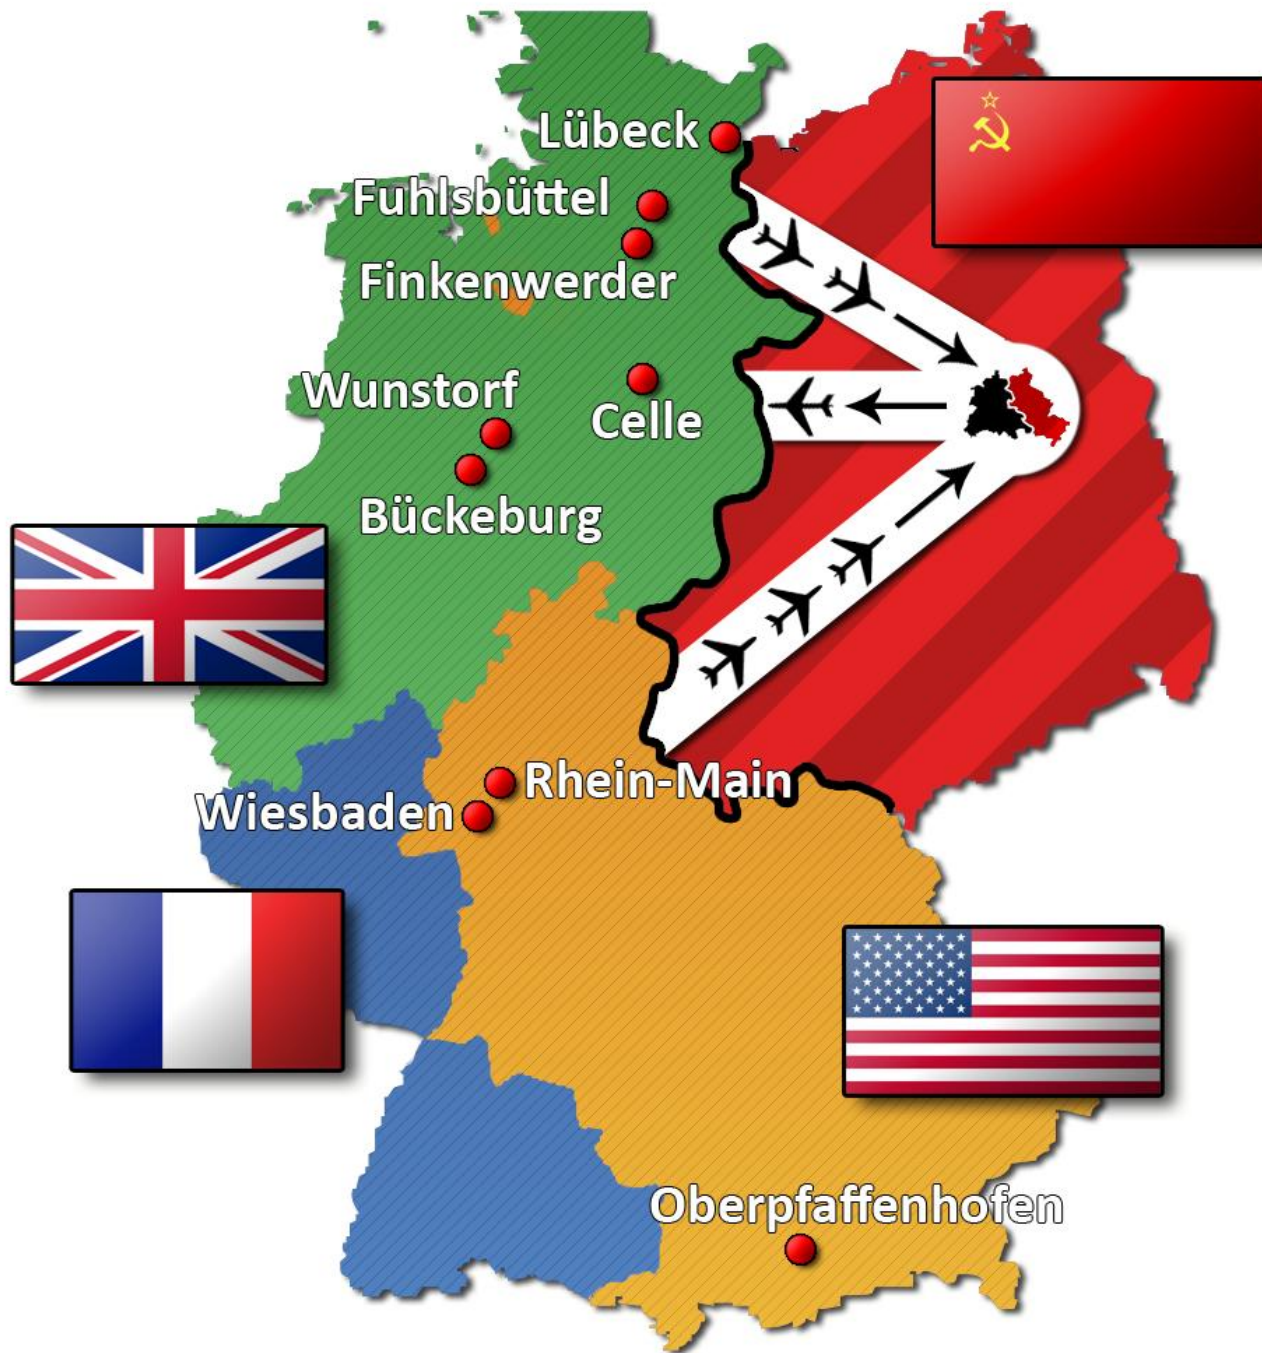 Lübeck
Fuhlsbüttel
Finkenwerder
Wunstorf
Celle
Bückeburg
Rhein-Main
Wiesbaden
Oberpfaffenhofen